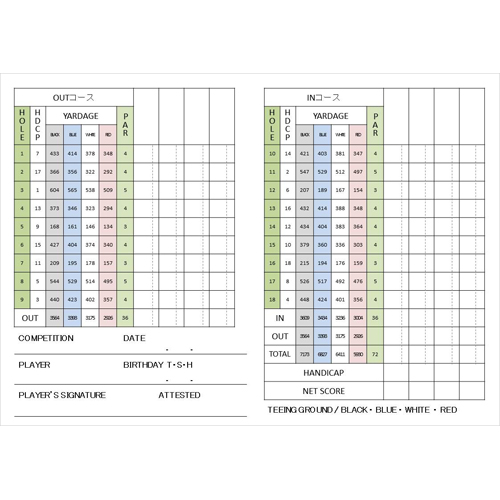 OUTコース
HOLE HDCP YARDAGE PAR
BLACK BLUE WHITE RED
1 7 433 414 378 348 4
2 17 366 356 322 292 4
3 1 604 565 538 509 5
4 13 373 346 323 294 4
5 9 168 161 146 134 3
6 15 427 404 374 340 4
7 11 209 195 178 157 3
8 5 544 529 514 485 5
9 3 440 423 402 357 4
OUT 3564 3393 3175 2926 36
COMPETITION DATE
- -
PLAYER BIRTHDAY T・S・H
- -
PLAYER'S SIGNATURE ATTESTED
INコース
HOLE HDCP YARDAGE PAR
BLACK BLUE WHITE RED
10 14 421 403 381 347 4
11 2 547 529 512 497 5
12 6 207 189 167 154 3
13 16 432 414 388 348 4
14 12 434 404 383 364 4
15 10 379 360 336 303 4
16 18 215 194 176 159 3
17 8 526 517 492 476 5
18 4 448 424 401 356 4
IN 3609 3434 3236 3004 36
OUT 3564 3393 3175 2926
TOTAL 7173 6827 6411 5930 72
HANDICAP
NET SCORE
TEEING GROUND / BLACK・ BLUE・ WHITE ・ RED